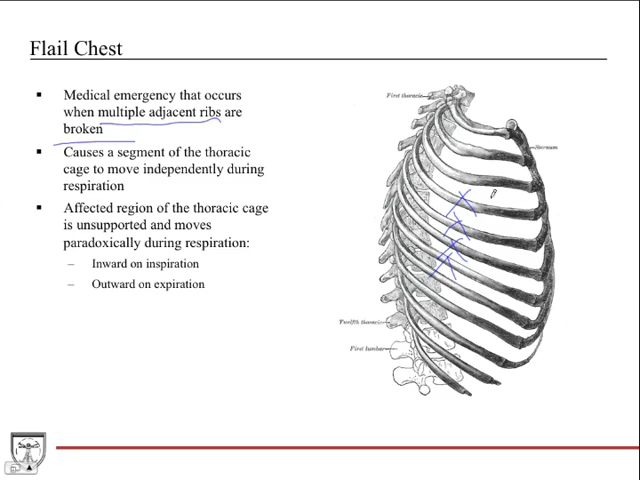 Flail Chest
▪ Medical emergency that occurs
when multiple adjacent ribs are
broken
▪ Causes a segment of the thoracic
cage to move independently during
respiration
▪ Affected region of the thoracic cage
is unsupported and moves
paradoxically during respiration:
– Inward on inspiration
– Outward on expiration
First thoracic
Sternum
Twelfth thoracic
First lumbar